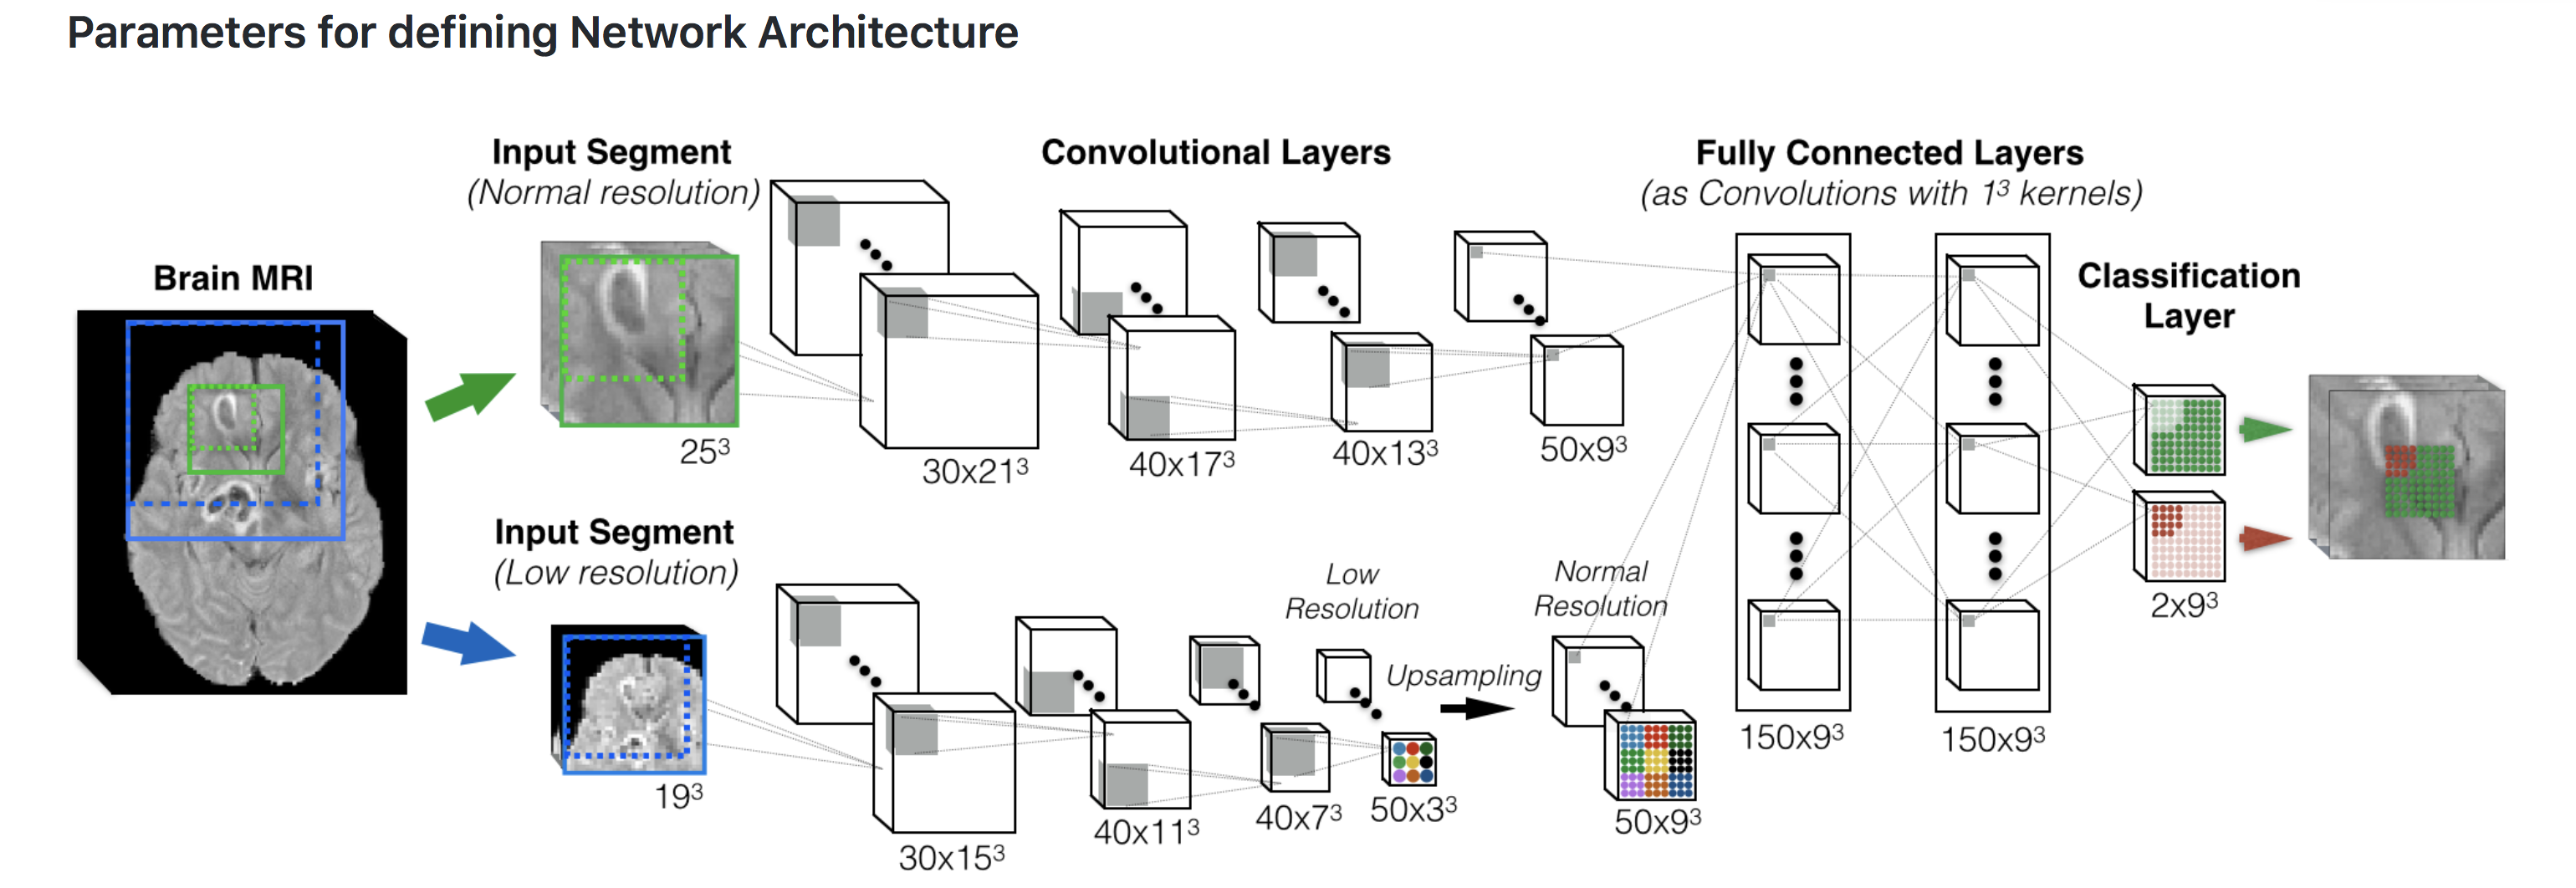 Parameters for defining Network Architecture
Input Segment
(Normal resolution)
Convolutional Layers
Fully Connected Layers
(as Convolutions with 1³ kernels)
Brain MRI
Classification
Layer
25³
30x21³
40x17³
40x13³
50x9³
Input Segment
(Low resolution)
Low
Resolution
Normal
Resolution
Upsampling
2x9³
150x9³
150x9³
19³
30x15³
40x11³
40x7³
50x3³
50x9³